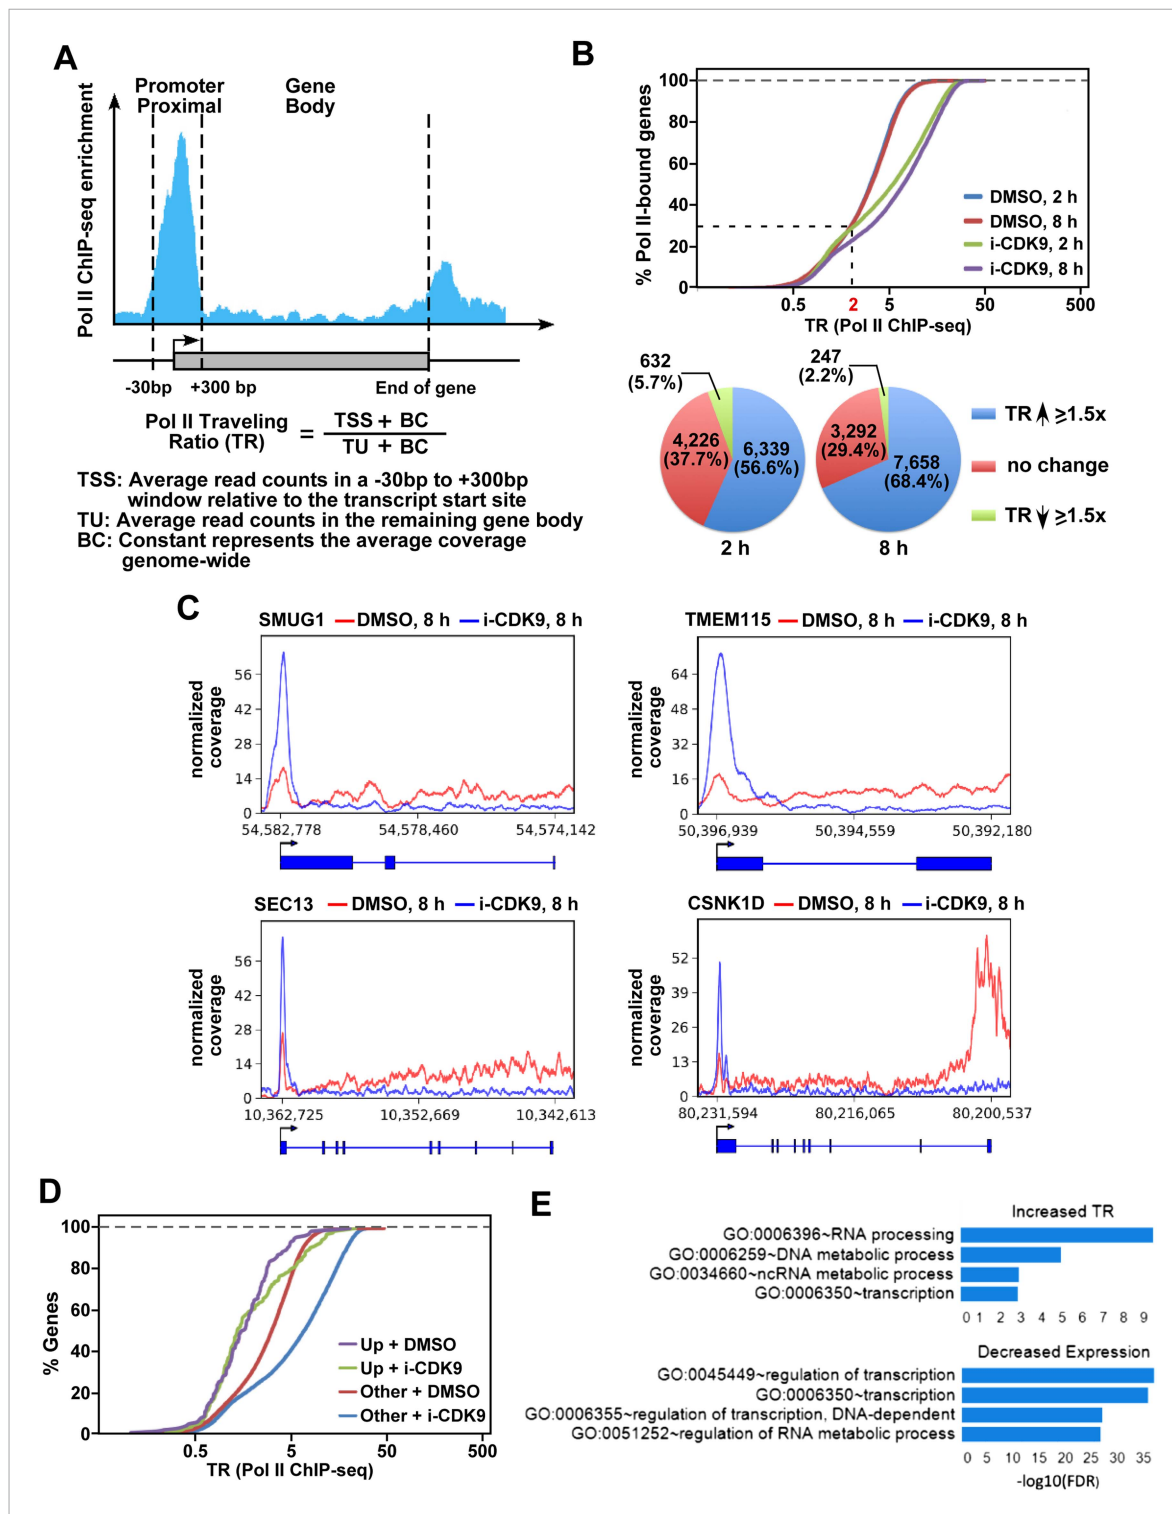 A
Promoter
Proximal
Gene
Body
Pol II ChIP-seq enrichment
-30bp
+300 bp
End of gene
Pol II Traveling
Ratio (TR)
=
TSS + BC
TU + BC
TSS: Average read counts in a -30bp to +300bp
window relative to the transcript start site
TU: Average read counts in the remaining gene body
BC: Constant represents the average coverage
genome-wide
B
% Pol II-bound genes
100
80
60
40
20
0
DMSO, 2 h
DMSO, 8 h
i-CDK9, 2 h
i-CDK9, 8 h
0.5
2
5
50
500
TR (Pol II ChIP-seq)
632
(5.7%)
4,226
(37.7%)
6,339
(56.6%)
2 h
247
(2.2%)
3,292
(29.4%)
7,658
(68.4%)
8 h
TR ≥1.5x
no change
TR ≥1.5x
C
SMUG1 DMSO, 8 h i-CDK9, 8 h
normalized
coverage
56
42
28
14
0
54,582,778 54,578,460 54,574,142
TMEM115 DMSO, 8 h i-CDK9, 8 h
normalized
coverage
64
48
32
16
0
50,396,939 50,394,559 50,392,180
SEC13 DMSO, 8 h i-CDK9, 8 h
normalized
coverage
56
42
28
14
0
10,362,725 10,352,669 10,342,613
CSNK1D DMSO, 8 h i-CDK9, 8 h
normalized
coverage
52
39
26
13
0
80,231,594 80,216,065 80,200,537
D
% Genes
100
80
60
40
20
0
Up + DMSO
Up + i-CDK9
Other + DMSO
Other + i-CDK9
0.5 5 50 500
TR (Pol II ChIP-seq)
E
Increased TR
GO:0006396~RNA processing
GO:0006259~DNA metabolic process
GO:0034660~ncRNA metabolic process
GO:0006350~transcription
0 1 2 3 4 5 6 7 8 9
Decreased Expression
GO:0045449~regulation of transcription
GO:0006350~transcription
GO:0006355~regulation of transcription, DNA-dependent
GO:0051252~regulation of RNA metabolic process
0 5 10 15 20 25 30 35
-log10(FDR)